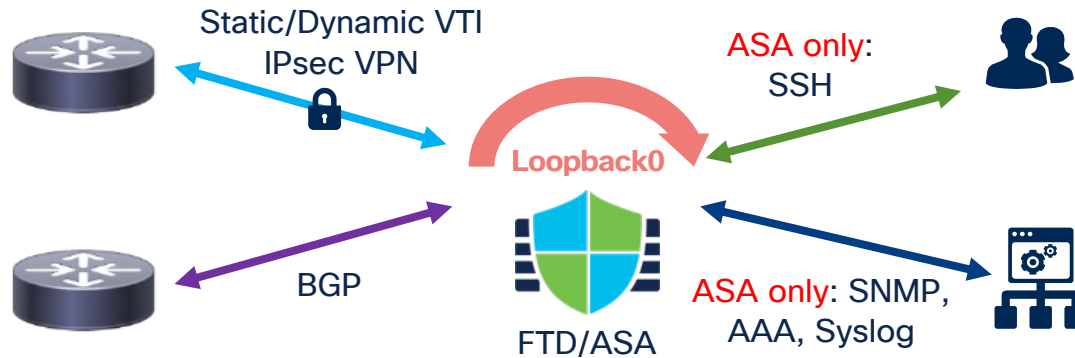 Static/Dynamic VTI
IPsec VPN
ASA only:
SSH
Loopback0
BGP
FTD/ASA
ASA only: SNMP,
AAA, Syslog